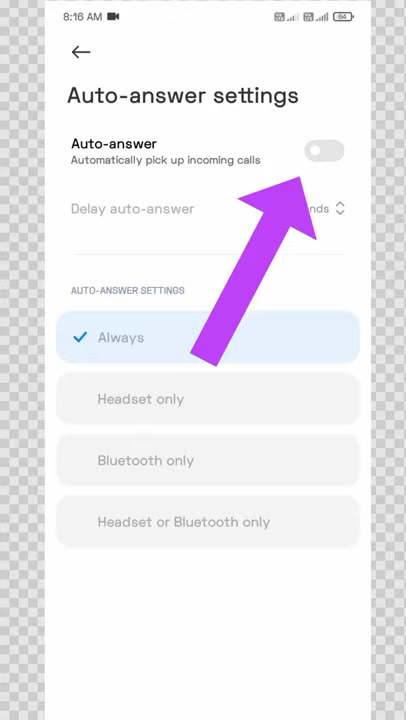 8:16 AM 64
Auto-answer settings
Auto-answer
Automatically pick up incoming calls
Delay auto-answer
AUTO-ANSWER SETTINGS
Always
Headset only
Bluetooth only
Headset or Bluetooth only